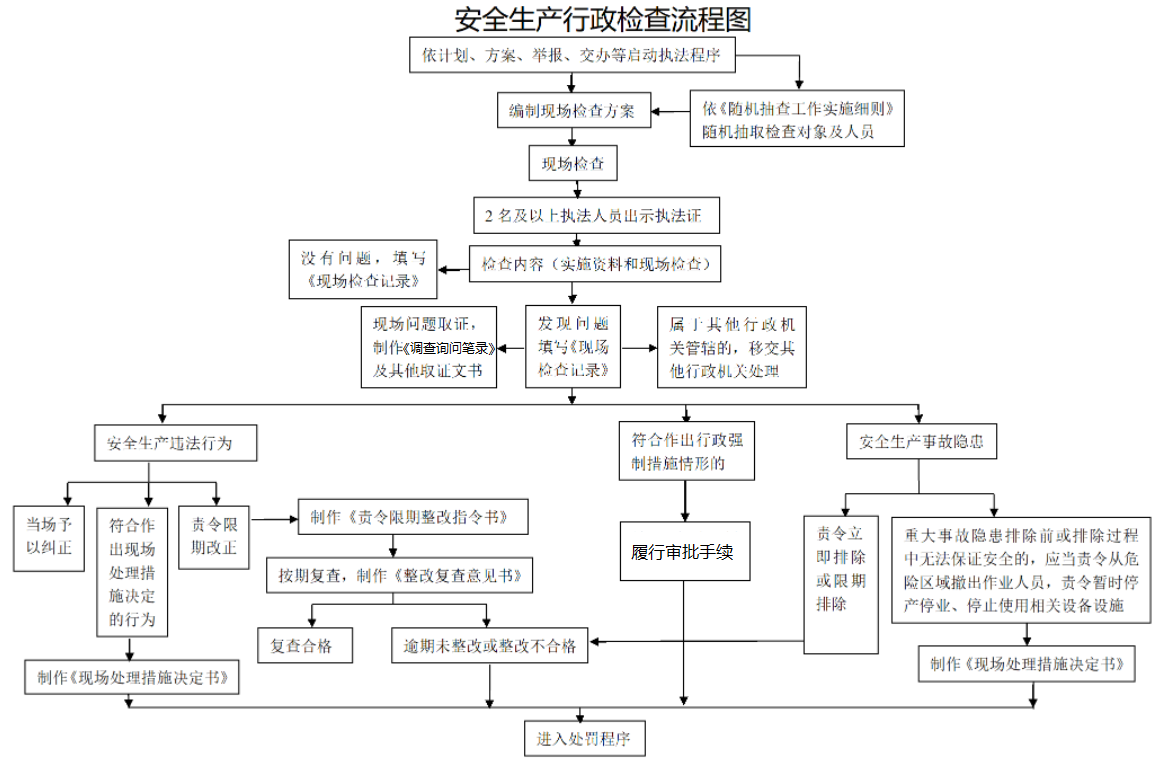 安全生产行政检查流程图
依计划、方案、举报、交办等启动执法程序
编制现场检查方案
依《随机抽查工作实施细则》
随机抽取检查对象及人员
现场检查
2名及以上执法人员出示执法证
没有问题，填写
《现场检查记录》
检查内容（实施资料和现场检查）
现场问题取证，
制作《调查询问笔录》
及其他取证文书
发现问题
填写《现场
检查记录》
属于其他行政机
关管辖的，移交其
他行政机关处理
安全生产违法行为
符合作出行政强
制措施情形的
安全生产事故隐患
当场予
以纠正
符合作
出现场
处理措
施决定
的行为
责令限
期改正
制作《责令限期整改指令书》
按期复查，制作《整改复查意见书》
复查合格
逾期未整改或整改不合格
履行审批手续
责令立
即排除
或限期
排除
重大事故隐患排除前或排除过程
中无法保证安全的，应当责令从危
险区域撤出作业人员，责令暂时停
产停业、停止使用相关设备设施
制作《现场处理措施决定书》
制作《现场处理措施决定书》
进入处罚程序